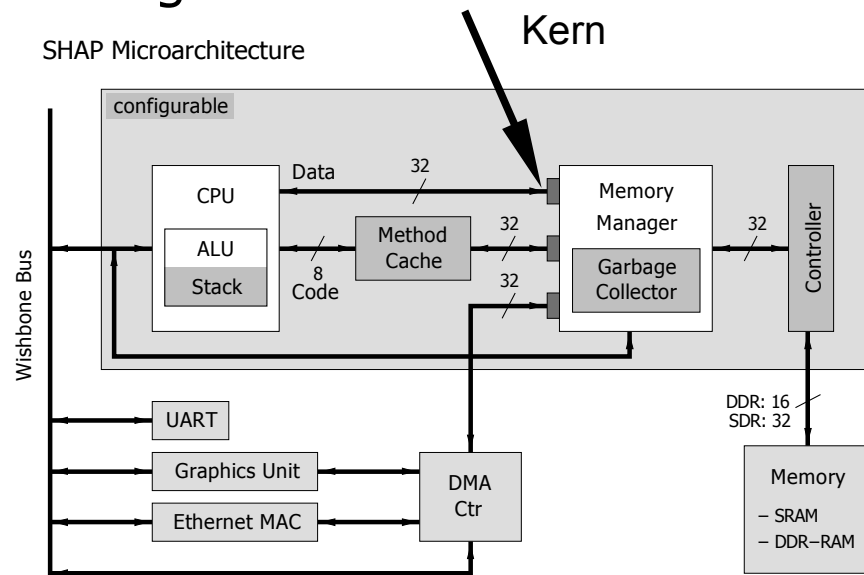 Kern
SHAP Microarchitecture
configurable
Data
32
CPU
ALU
Stack
8
Code
Method
Cache
32
32
Memory
Manager
Garbage
Collector
32
Controller
Wishbone Bus
UART
Graphics Unit
Ethernet MAC
DMA
Ctr
DDR: 16
SDR: 32
Memory
– SRAM
– DDR–RAM